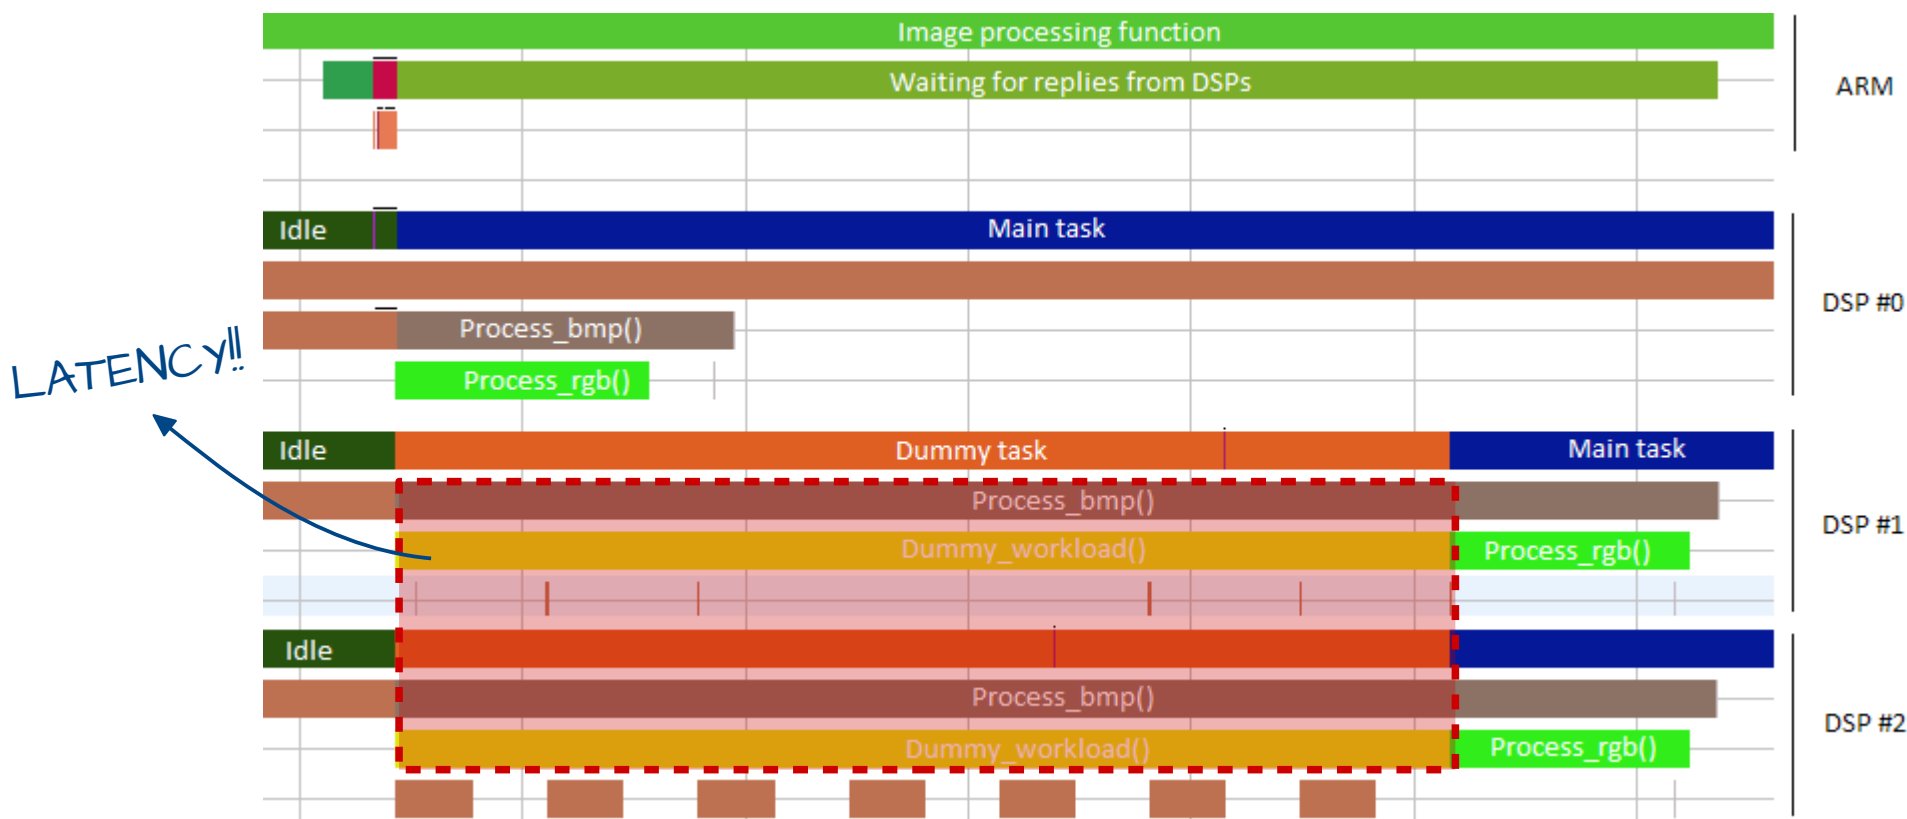 Image processing function
Waiting for replies from DSPs
ARM
Idle
Main task
DSP #0
Process_bmp()
LATENCY!!
Process_rgb()
Idle
Dummy task
Main task
Process_bmp()
DSP #1
Dummy_workload()
Process_rgb()
Idle
Process_bmp()
DSP #2
Dummy_workload()
Process_rgb()